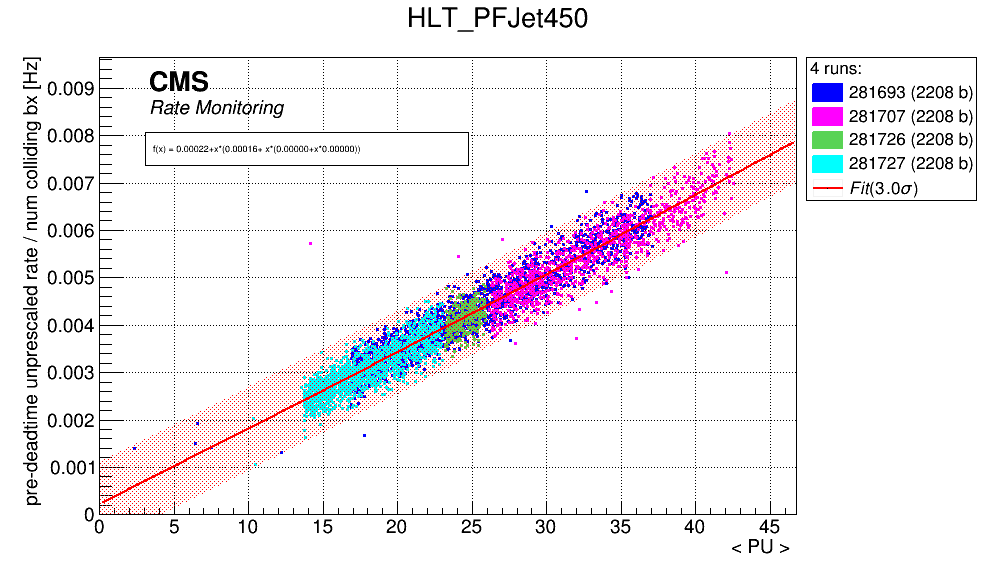 HLT_PFJet450
pre-deadtime unprescaled rate / num colliding bx [Hz]
CMS
Rate Monitoring
f(x) = 0.00022+x*(0.00016+ x*(0.00000+x*0.00000))
0.009
0.008
0.007
0.006
0.005
0.004
0.003
0.002
0.001
0
0 5 10 15 20 25 30 35 40 45
< PU >
4 runs:
281693 (2208 b)
281707 (2208 b)
281726 (2208 b)
281727 (2208 b)
Fit(3.0σ)